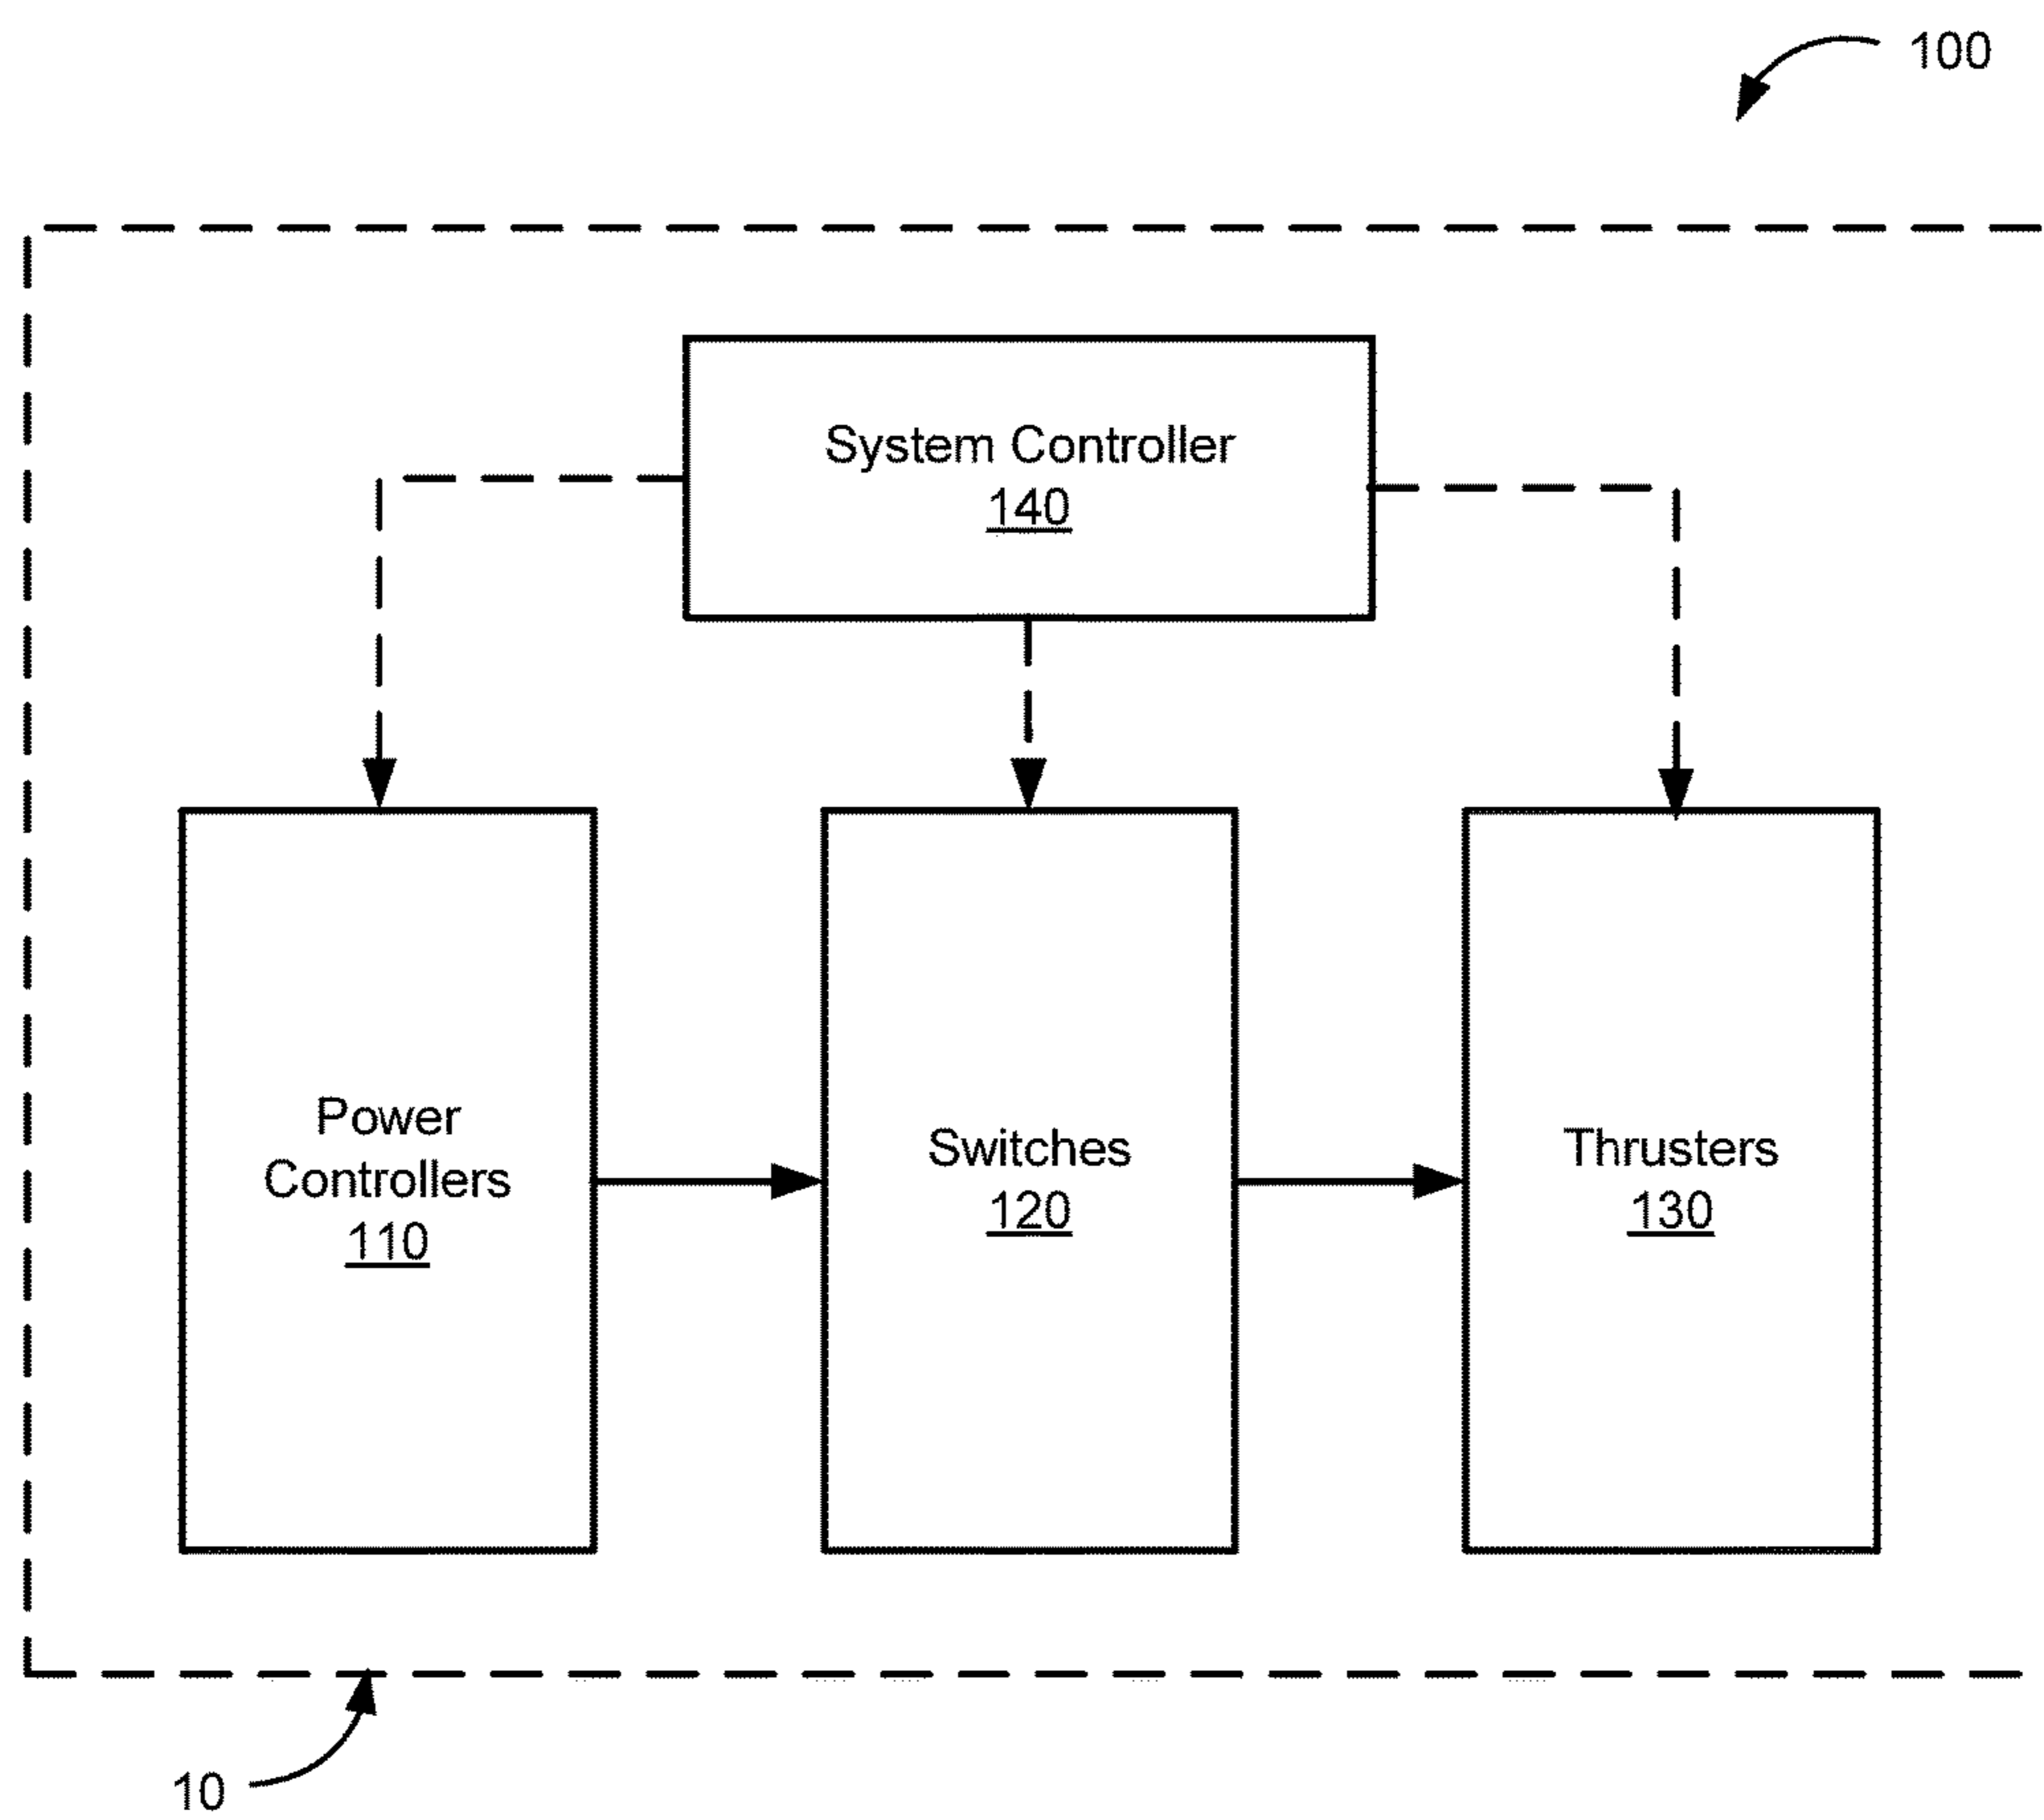 100
System Controller
140
Power
Controllers
110
Switches
120
Thrusters
130
10